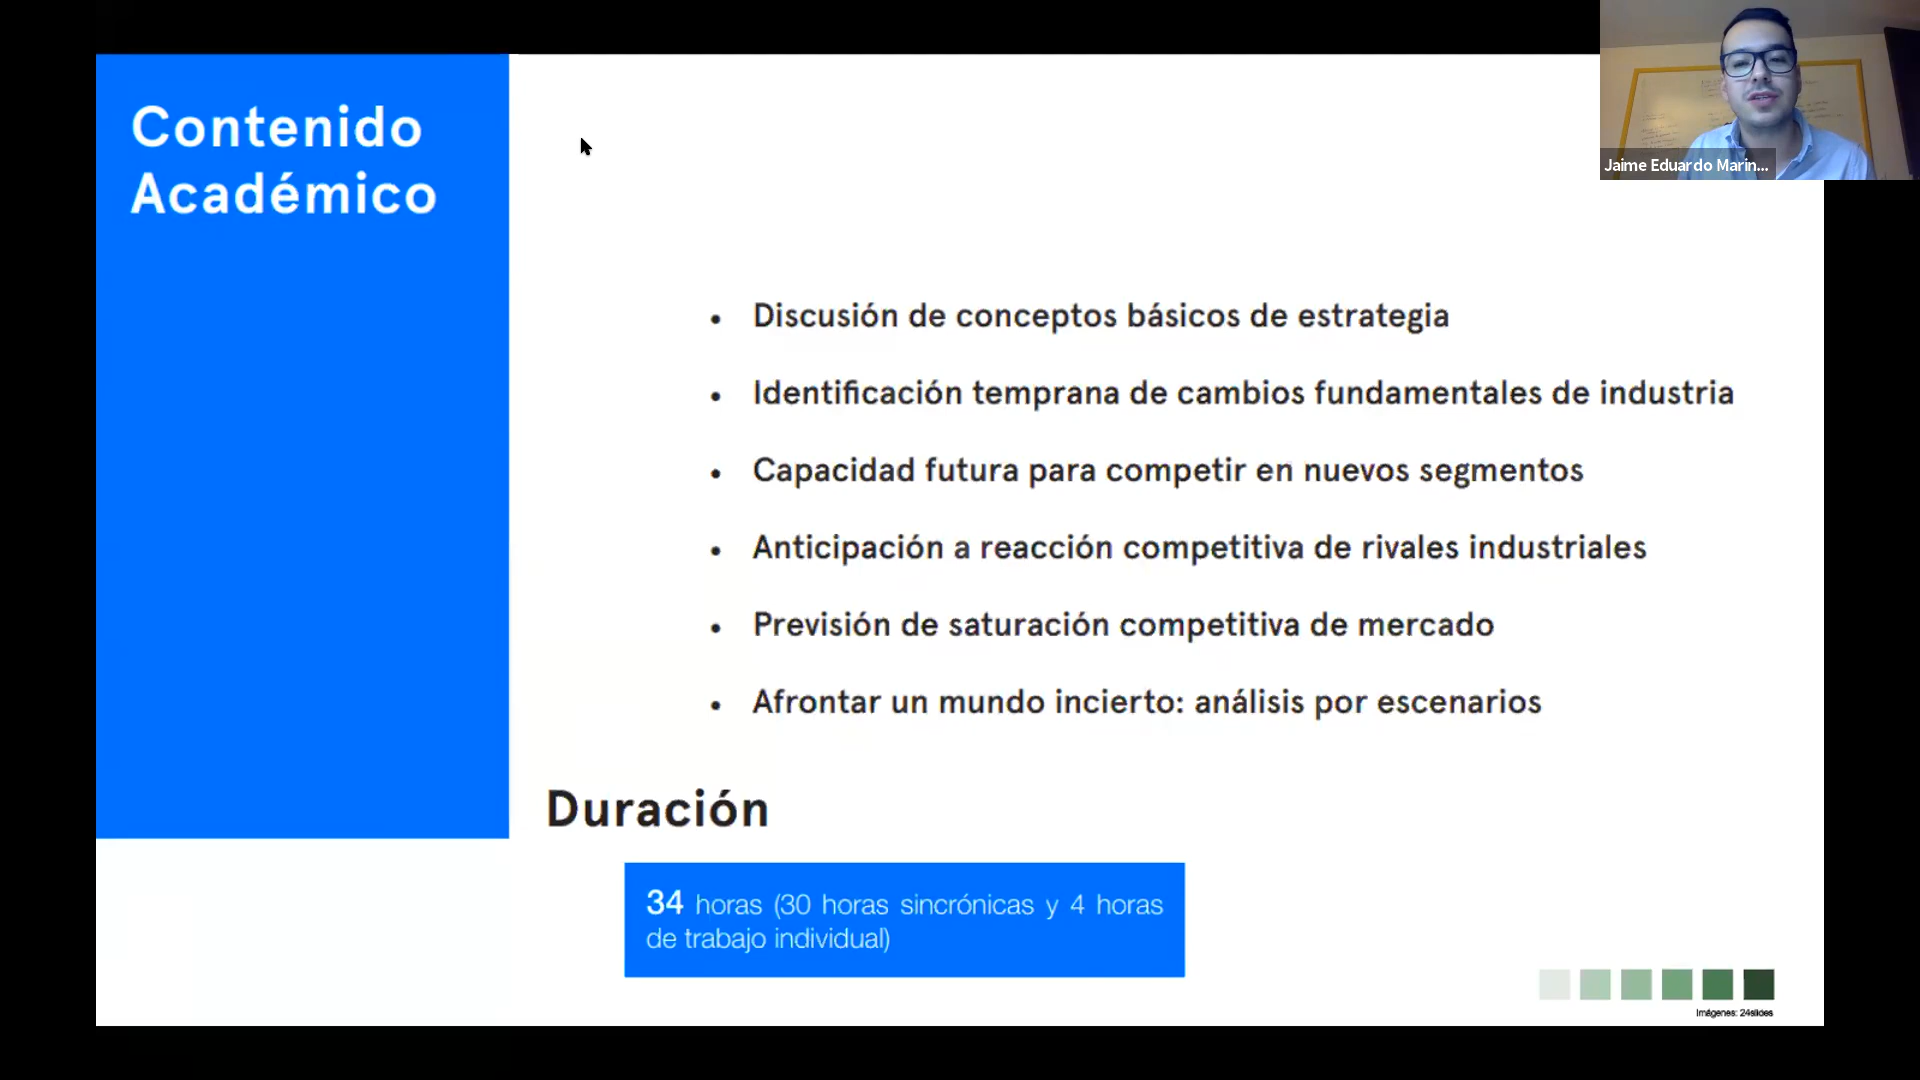 Contenido
Académico
Jaime Eduardo Marin...
• Discusión de conceptos básicos de estrategia
• Identificación temprana de cambios fundamentales de industria
• Capacidad futura para competir en nuevos segmentos
• Anticipación a reacción competitiva de rivales industriales
• Previsión de saturación competitiva de mercado
• Afrontar un mundo incierto: análisis por escenarios
Duración
34 horas (30 horas sincrónicas y 4 horas
de trabajo individual)
Imágenes: 24slides